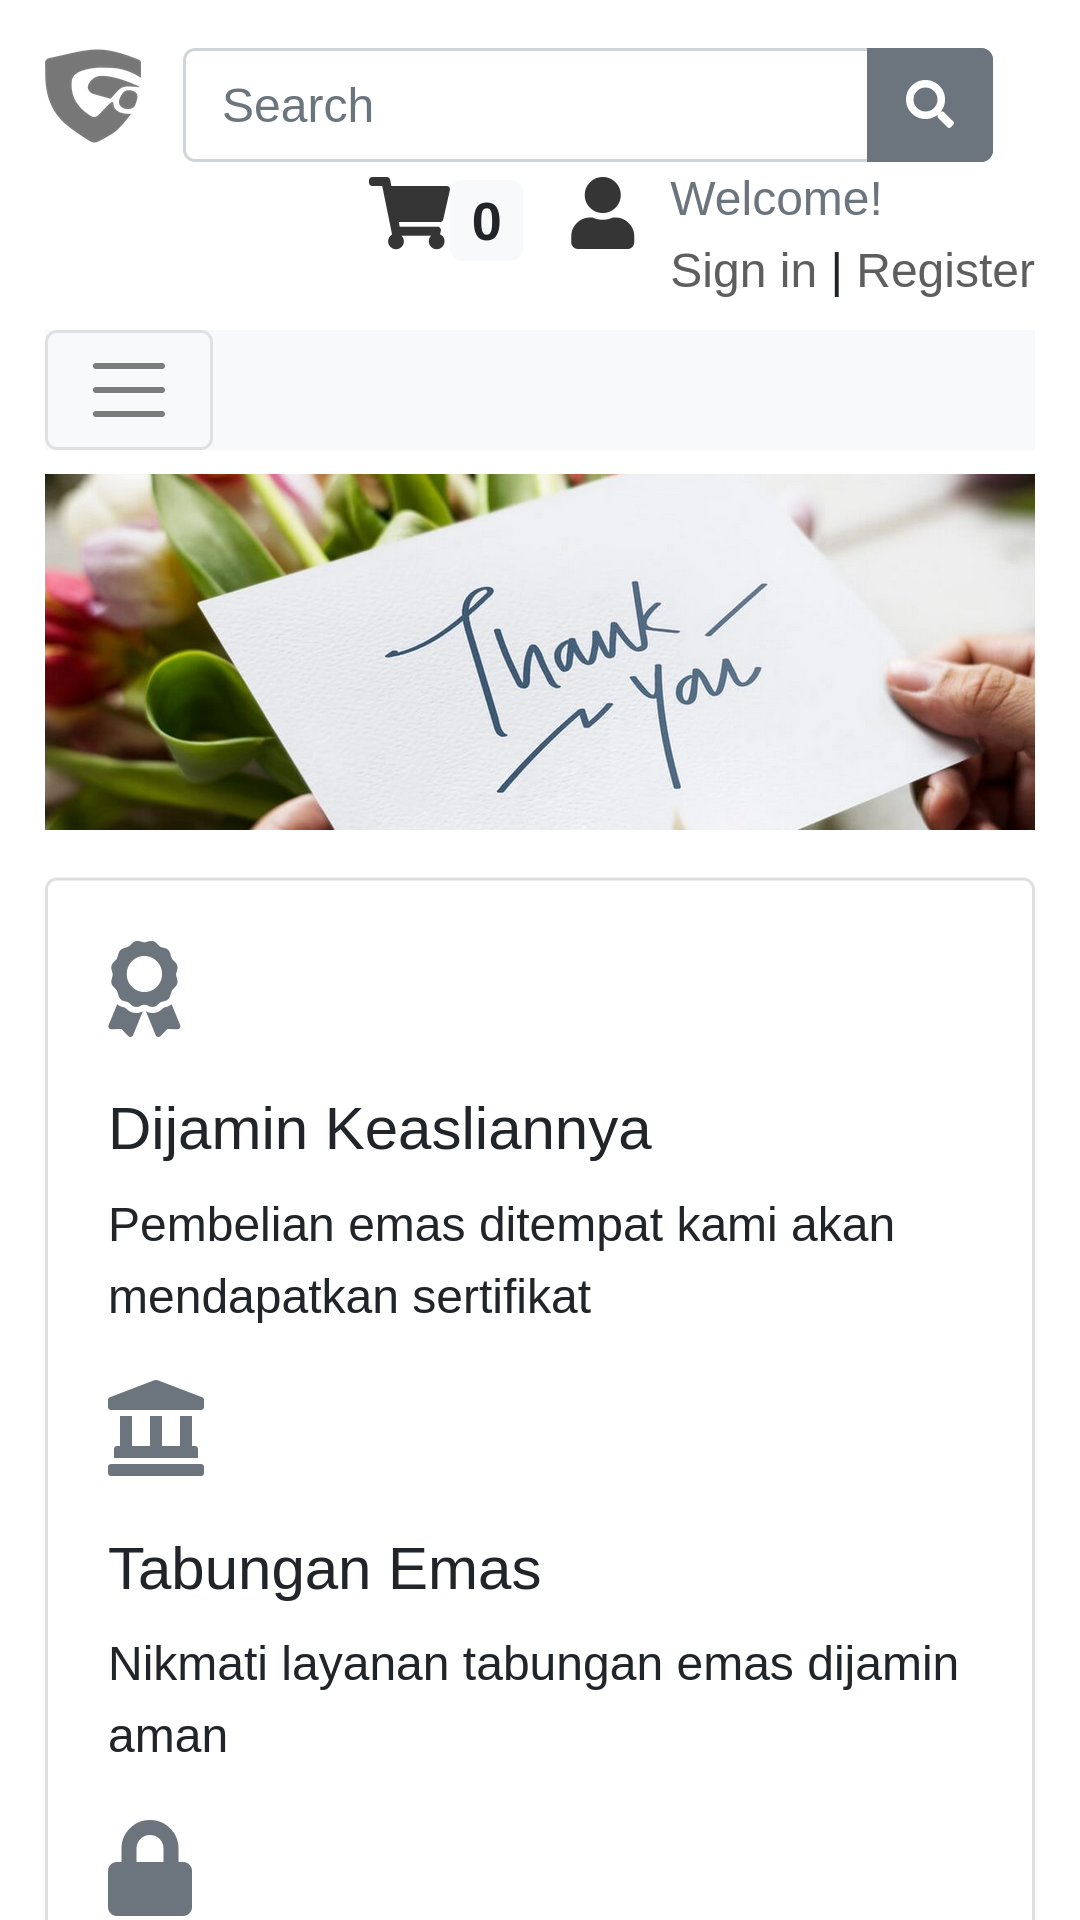 Search
0
Welcome!
Sign in | Register
Thank
you
Dijamin Keasliannya
Pembelian emas ditempat kami akan
mendapatkan sertifikat
Tabungan Emas
Nikmati layanan tabungan emas dijamin
aman